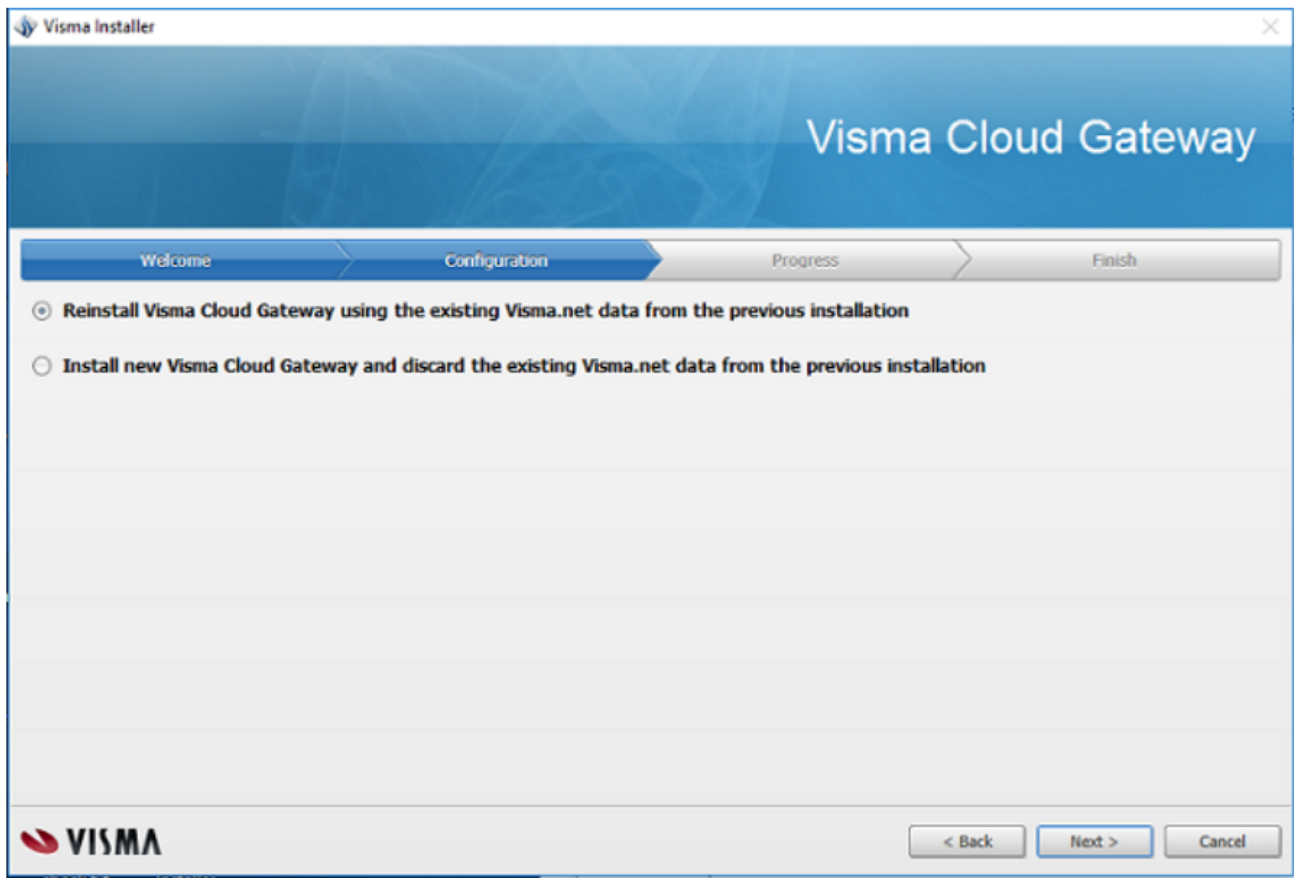 Visma Installer
Visma Cloud Gateway
Welcome
Configuration
Progress
Finish
Reinstall Visma Cloud Gateway using the existing Visma.net data from the previous installation
Install new Visma Cloud Gateway and discard the existing Visma.net data from the previous installation
VISMA
< Back
Next >
Cancel